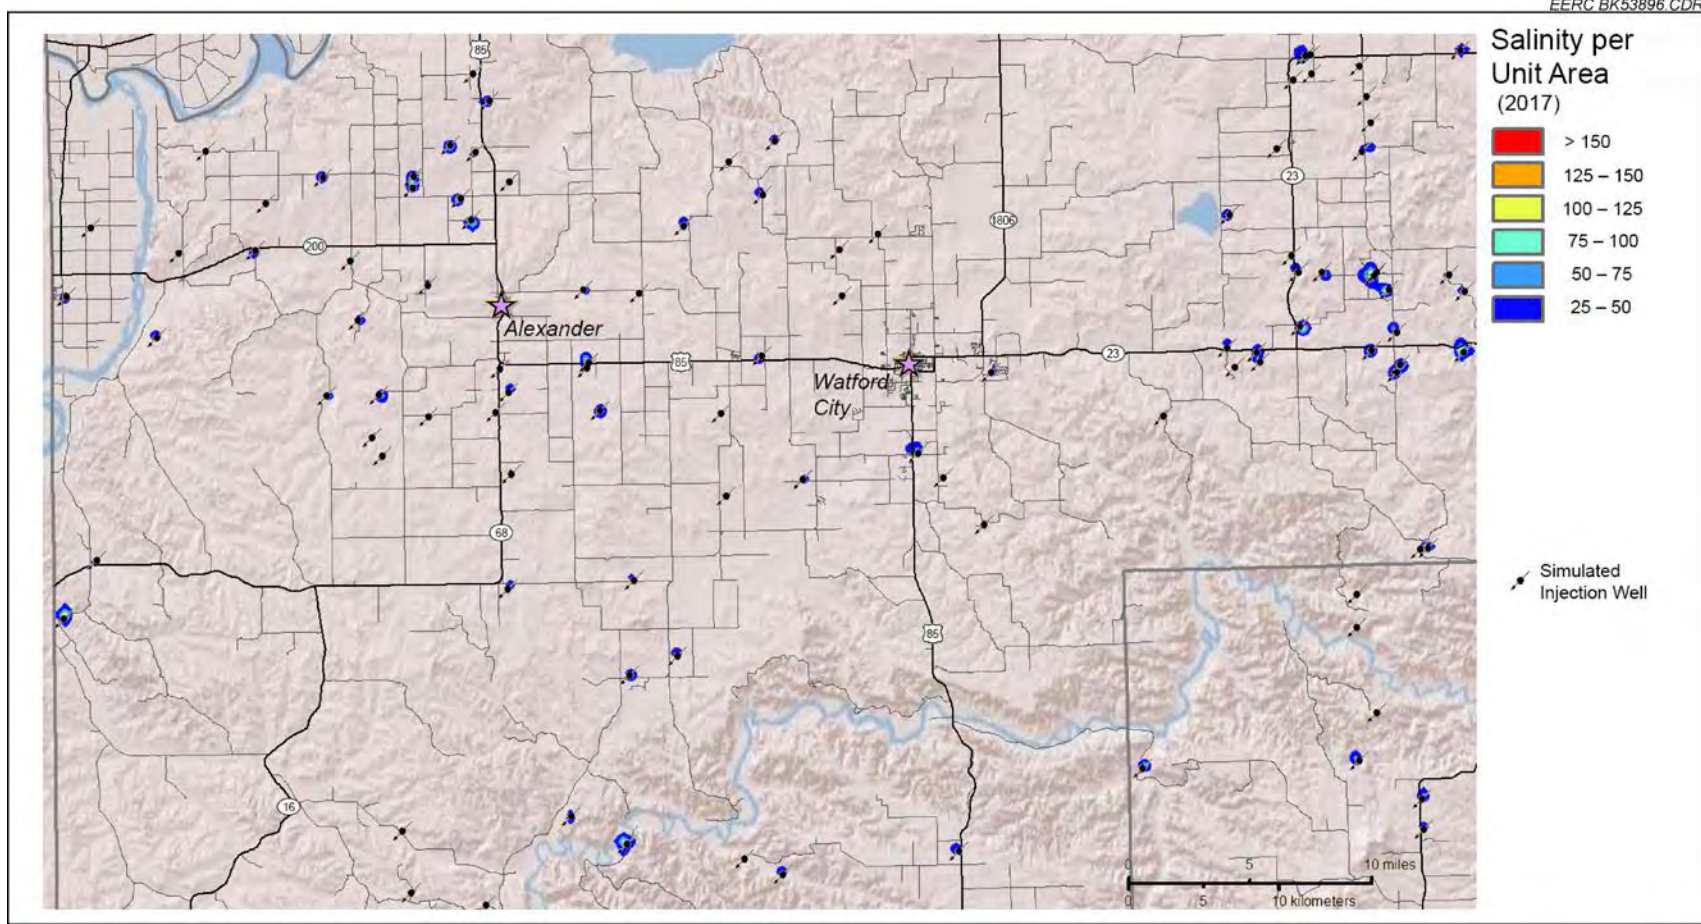 EERC BK53896.CDR
Salinity per
Unit Area
(2017)
> 150
125 – 150
100 – 125
75 – 100
50 – 75
25 – 50
Simulated
Injection Well
85
23
1806
200
Alexander
85
23
Watford
City
68
85
16
0 5 10 miles
0 5 10 kilometers